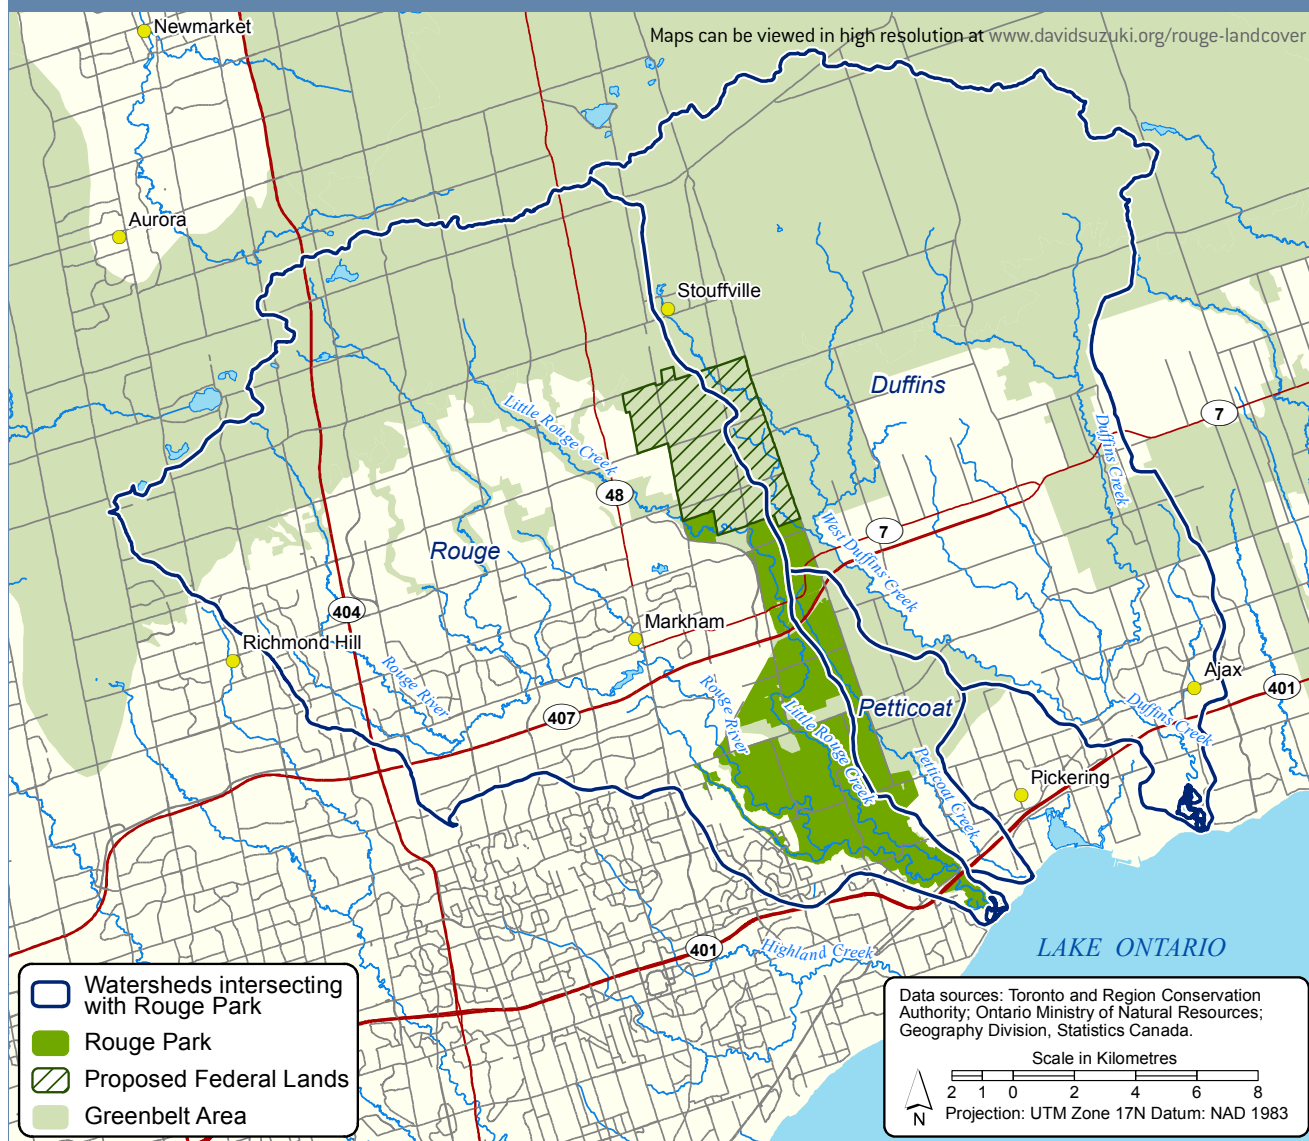 Maps can be viewed in high resolution at www.davidsuzuki.org/rouge-landcover
Newmarket
Aurora
Stouffville
Duffins
7
Little Rouge Creek
Duffins Creek
48
7
West Duffins Creek
Rouge
404
Markham
Richmond Hill
Rouge River
Ajax
401
Rouge River
407
Little Rouge Creek
Petticoat
Duffins Creek
Petticoat Creek
Pickering
401
Highland Creek
LAKE ONTARIO
Watersheds intersecting
with Rouge Park
Rouge Park
Proposed Federal Lands
Greenbelt Area
Data sources: Toronto and Region Conservation
Authority; Ontario Ministry of Natural Resources;
Geography Division, Statistics Canada.
Scale in Kilometres
2 1 0 2 4 6 8
N
Projection: UTM Zone 17N Datum: NAD 1983